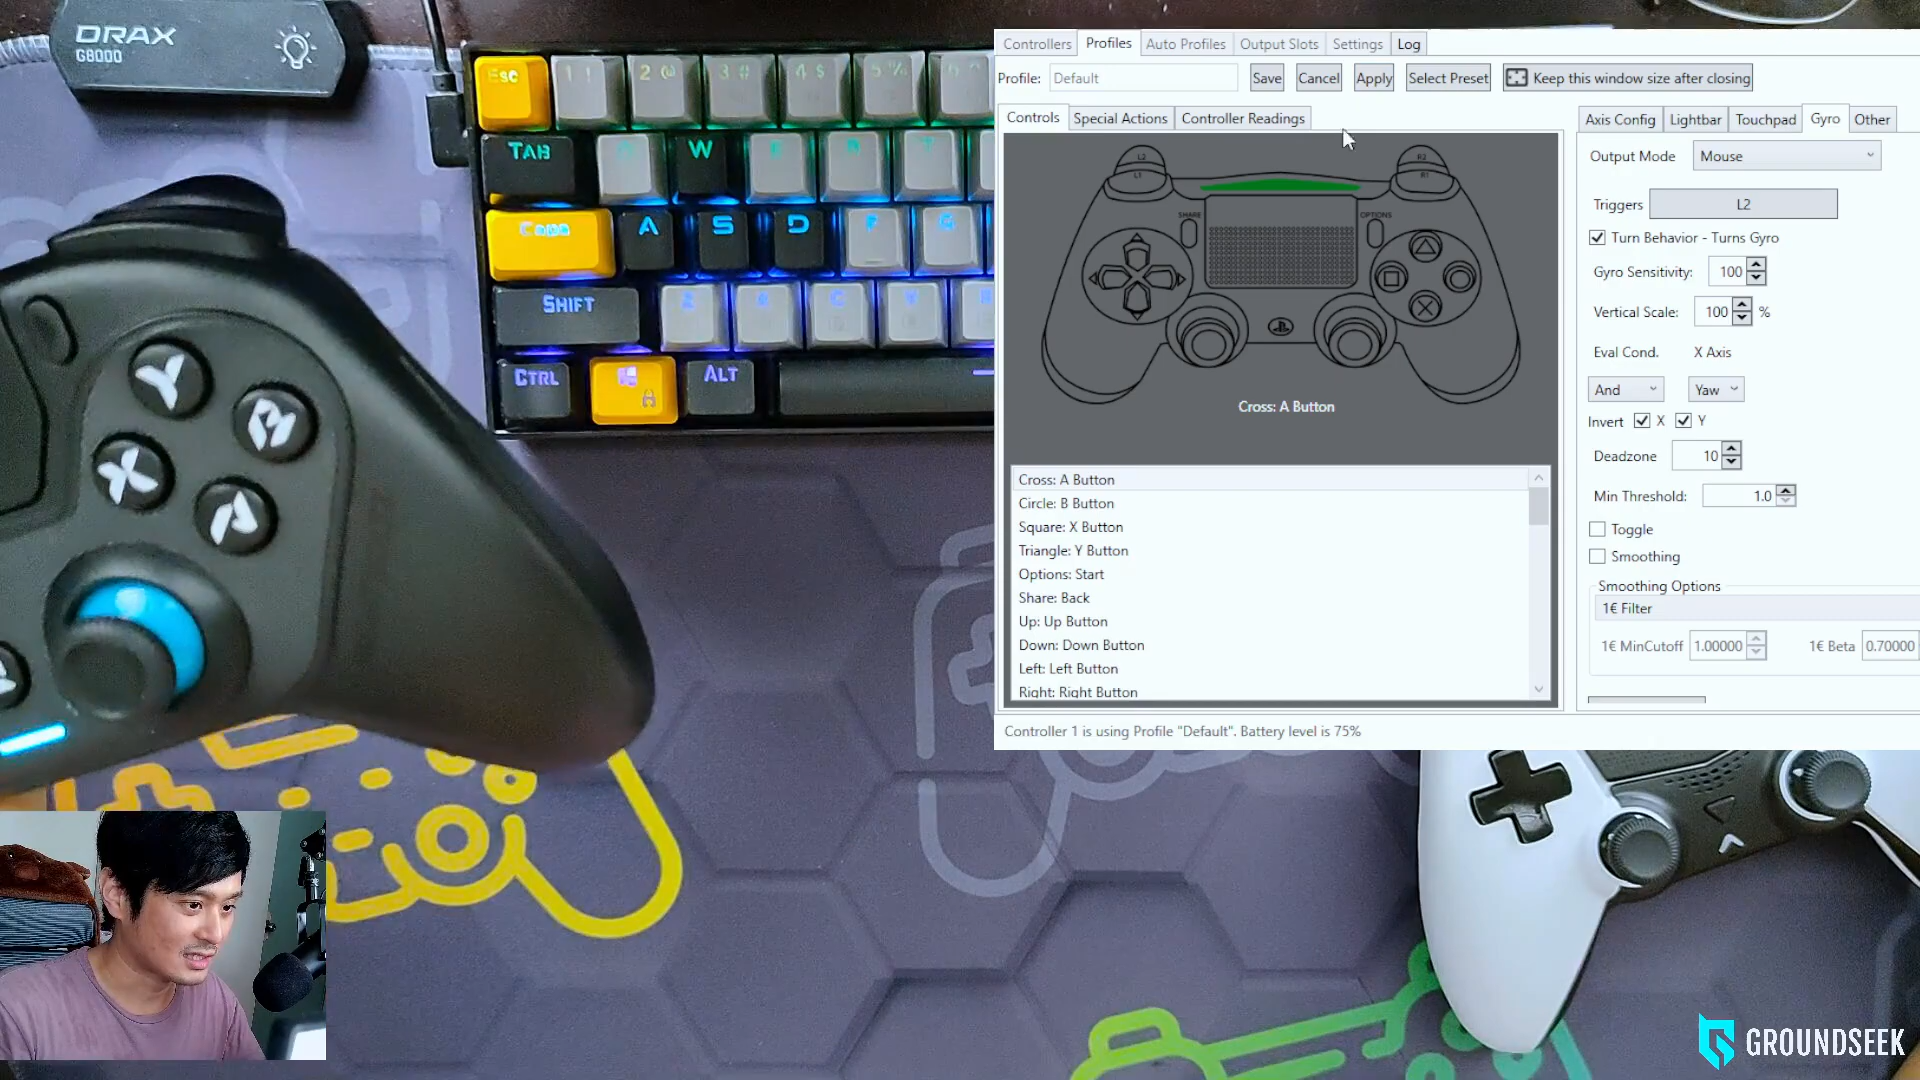 DRAX
G8000
Esc
TAB
W
A
S
D
SHIFT
CTRL
ALT
Y
B
X
A
Controllers Profiles Auto Profiles Output Slots Settings Log
Profile: Default Save Cancel Apply Select Preset Keep this window size after closing
Controls Special Actions Controller Readings
Axis Config Lightbar Touchpad Gyro Other
L2
L1
R2
R1
SHARE
OPTIONS
Cross: A Button
Cross: A Button
Circle: B Button
Square: X Button
Triangle: Y Button
Options: Start
Share: Back
Up: Up Button
Down: Down Button
Left: Left Button
Right: Right Button
Output Mode Mouse
Triggers L2
Turn Behavior - Turns Gyro
Gyro Sensitivity: 100
Vertical Scale: 100 %
Eval Cond. X Axis
And Yaw
Invert X Y
Deadzone 10
Min Threshold: 1.0
Toggle
Smoothing
Smoothing Options
1€ Filter
1€ MinCutoff 1.00000 1€ Beta 0.70000
Controller 1 is using Profile "Default". Battery level is 75%
GROUNDSEEK